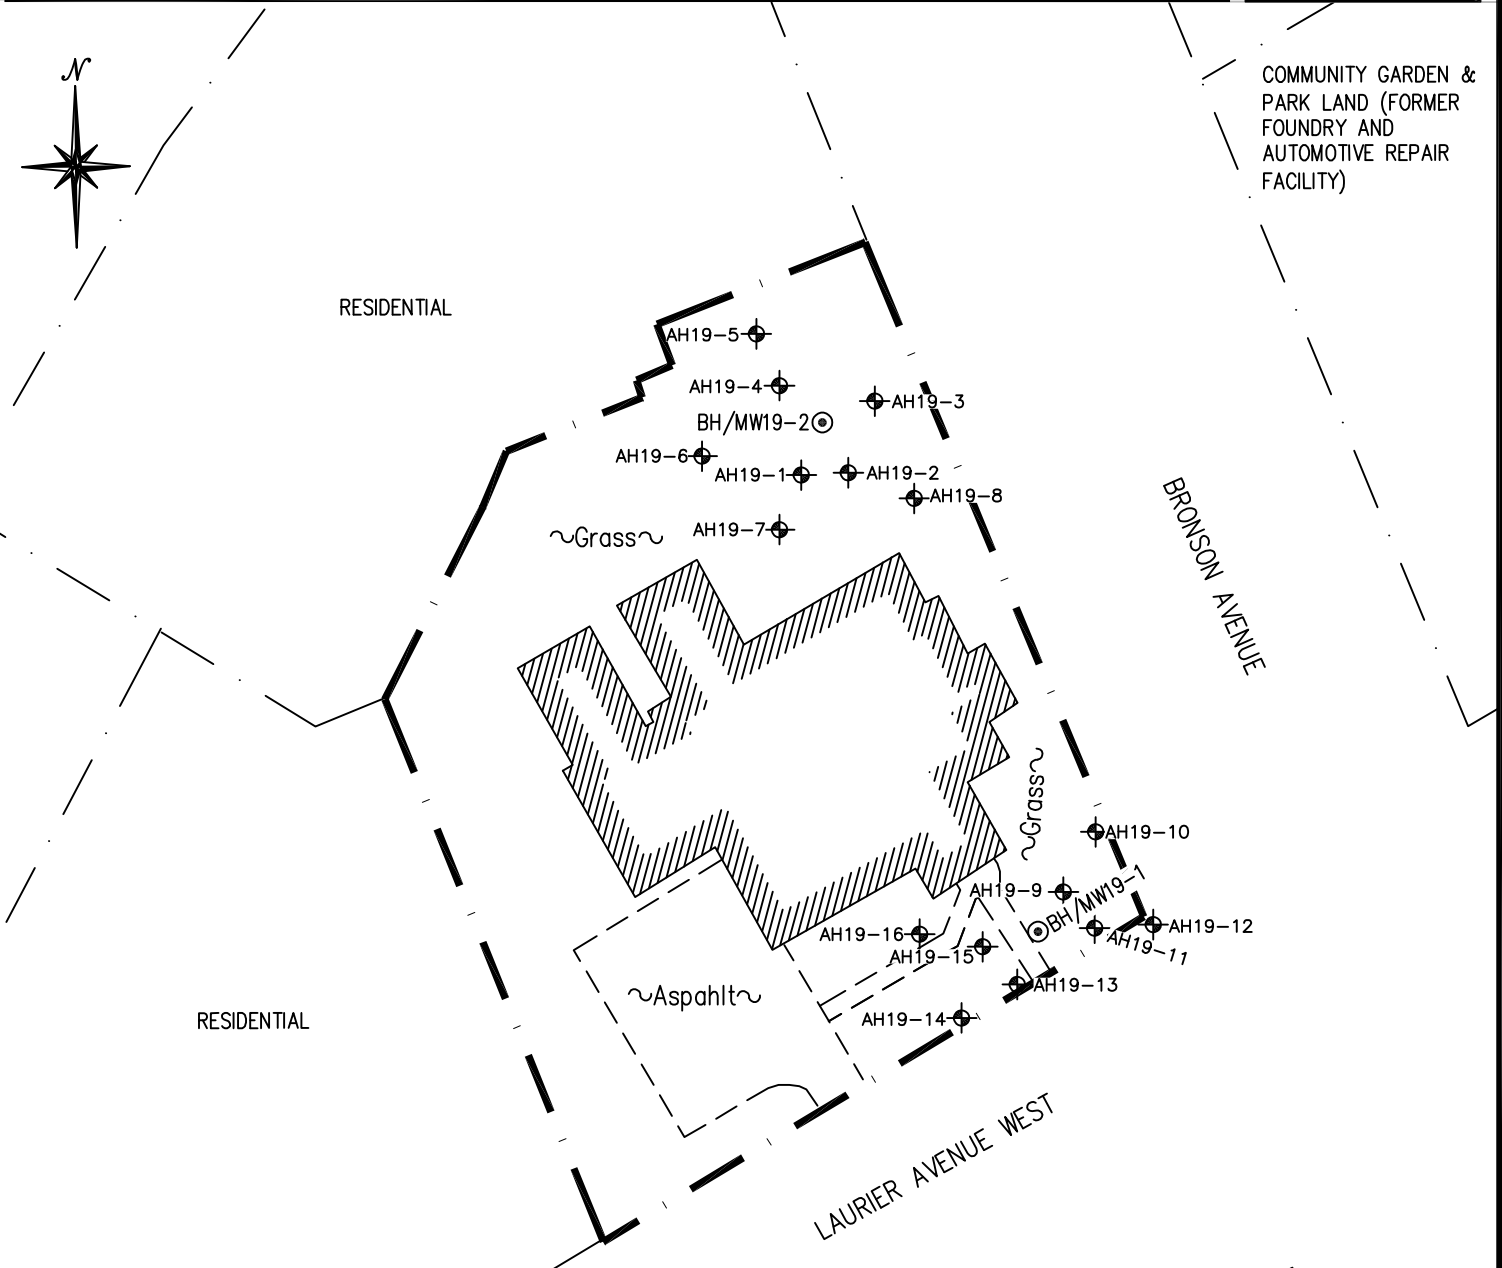 N
COMMUNITY GARDEN &
PARK LAND (FORMER
FOUNDRY AND
AUTOMOTIVE REPAIR
FACILITY)
RESIDENTIAL
AH19-5
AH19-4
AH19-3
BH/MW19-2
AH19-6
AH19-1
AH19-2
AH19-8
AH19-7
~Grass~
BRONSON AVENUE
~Grass~
AH19-10
AH19-9
BH/MW19-1
AH19-12
AH19-11
AH19-16
AH19-15
AH19-13
AH19-14
~Aspahlt~
RESIDENTIAL
LAURIER AVENUE WEST